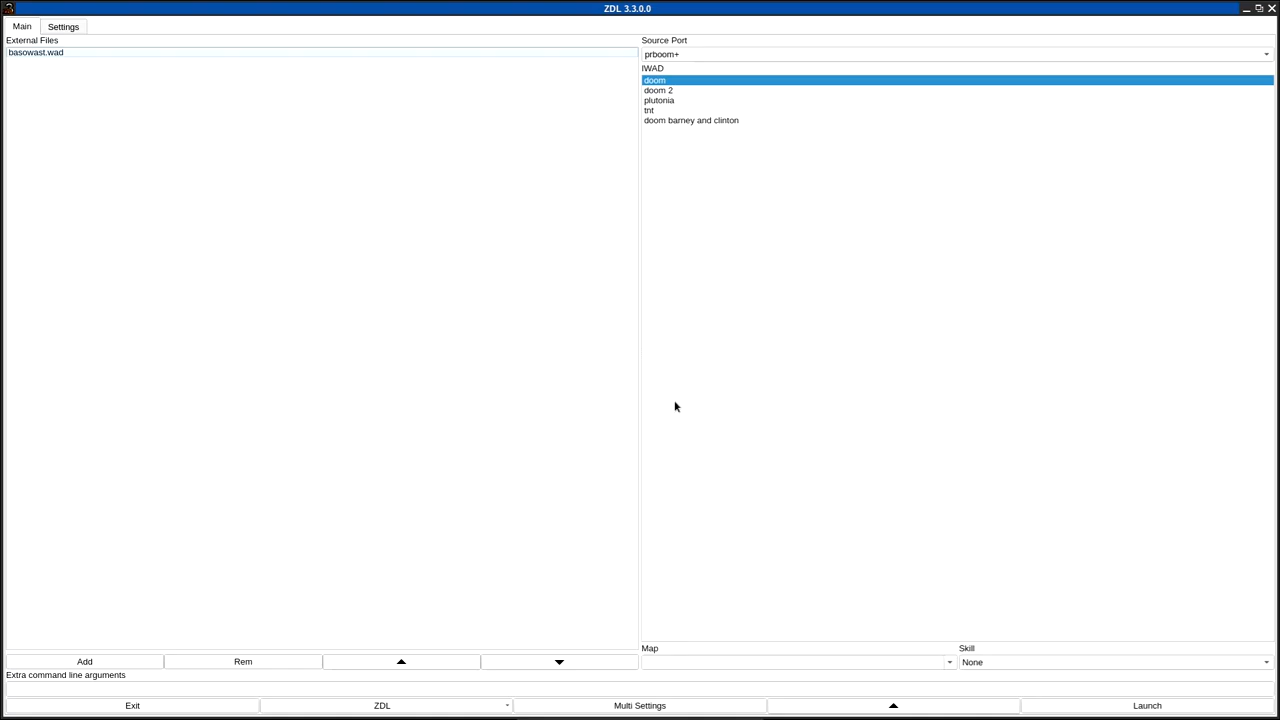 ZDL 3.3.0.0
Main Settings
External Files
basowast.wad
Source Port
prboom+
IWAD
doom
doom 2
plutonia
tnt
doom barney and clinton
Add Rem
Map Skill
None
Extra command line arguments
Exit ZDL Multi Settings Launch